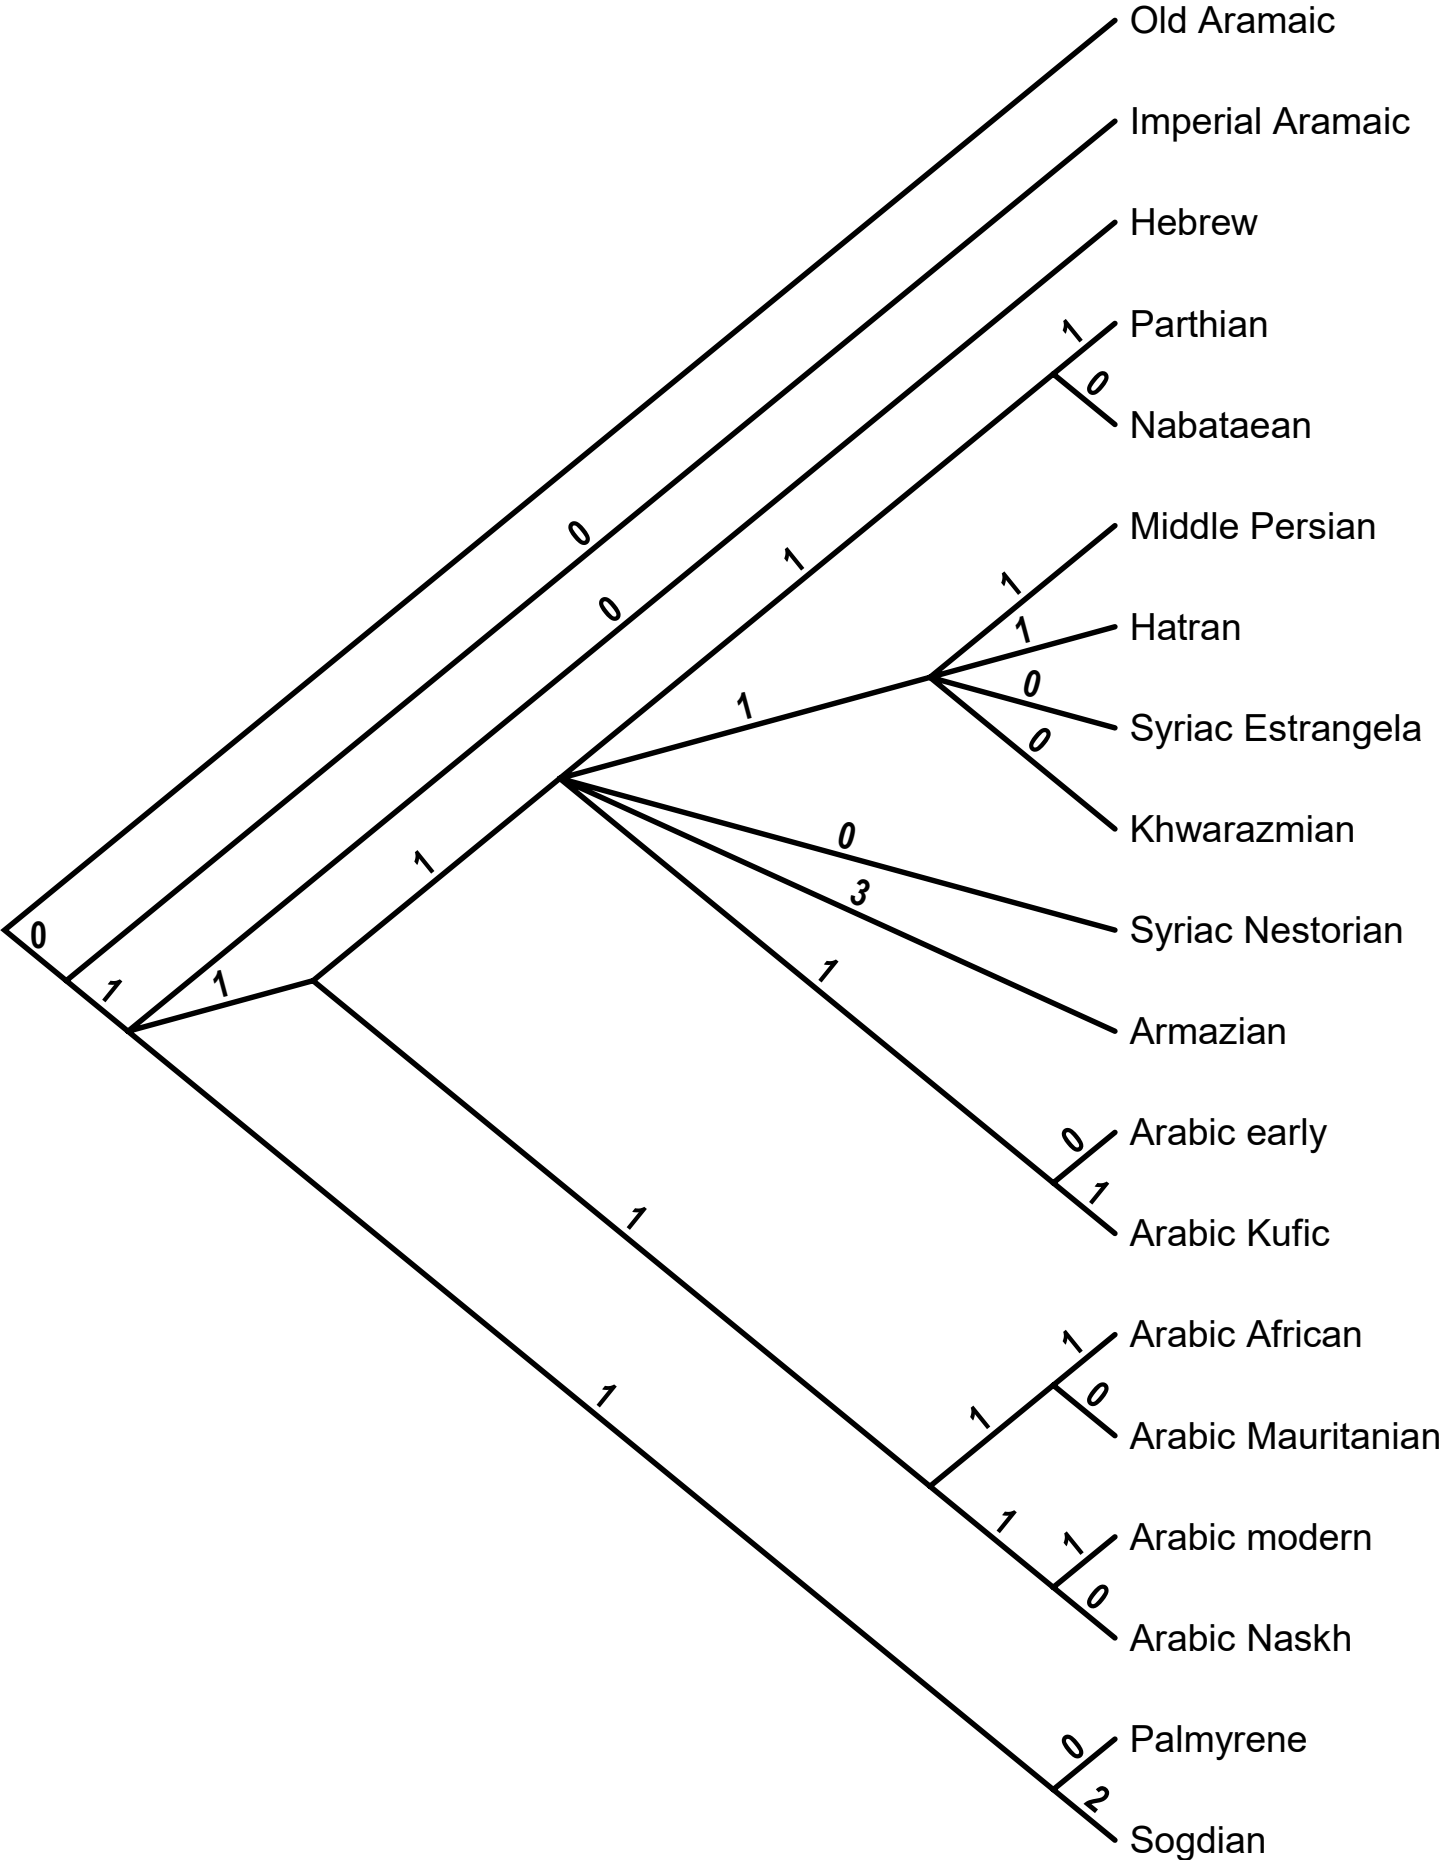 Old Aramaic
Imperial Aramaic
Hebrew
1 Parthian
0 Nabataean
Middle Persian
0
1
1
0
1 Hatran
0 Syriac Estrangela
1
0 Khwarazmian
0
1
3
0 Syriac Nestorian
1
1
1
Armazian
0 Arabic early
1 Arabic Kufic
1
1 Arabic African
0 Arabic Mauritanian
1
1
1
1 Arabic modern
0 Arabic Naskh
0 Palmyrene
2 Sogdian